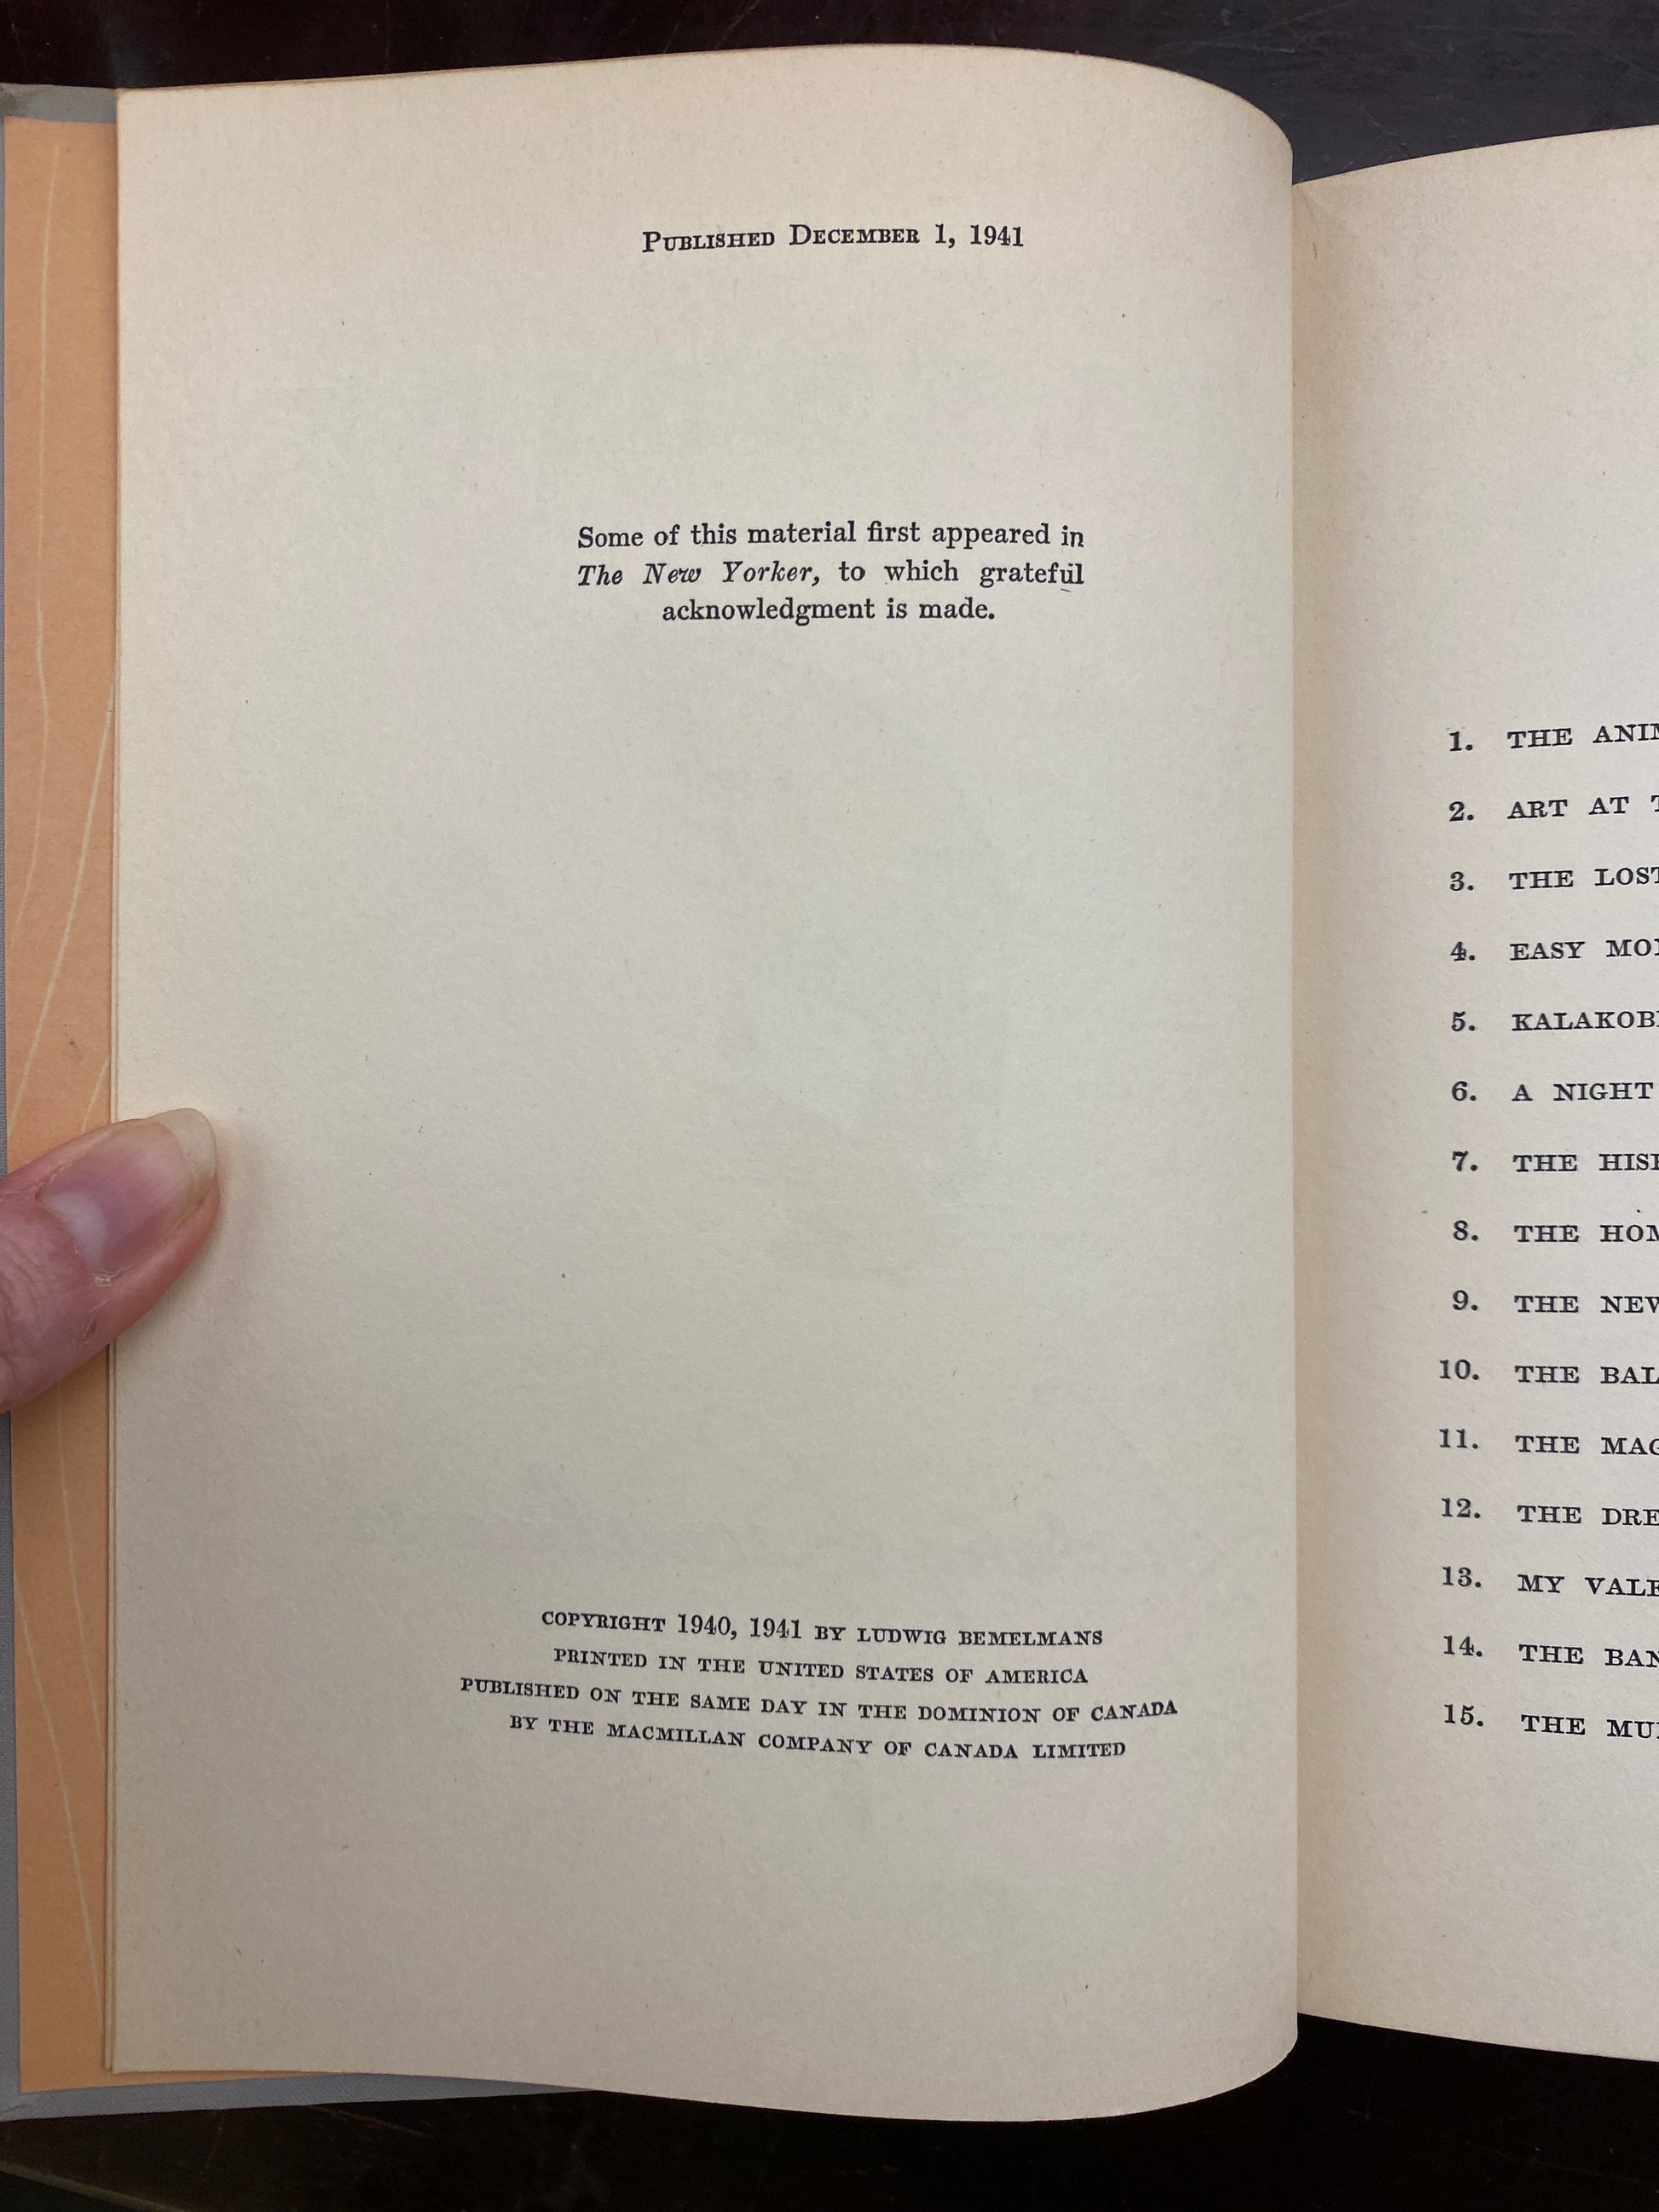 PUBLISHED DECEMBER 1, 1941
Some of this material first appeared in
The New Yorker, to which grateful
acknowledgment is made.
COPYRIGHT 1940, 1941 BY LUDWIG BEMELMANS
PRINTED IN THE UNITED STATES OF AMERICA
PUBLISHED ON THE SAME DAY IN THE DOMINION OF CANADA
BY THE MACMILLAN COMPANY OF CANADA LIMITED
1. THE
2. ART AT
3. THE
4. EASY
5.
6. A NIGHT
7. THE
8. THE
9. THE
10. THE
11. THE
12. THE
13. MY
14. THE
15. THE